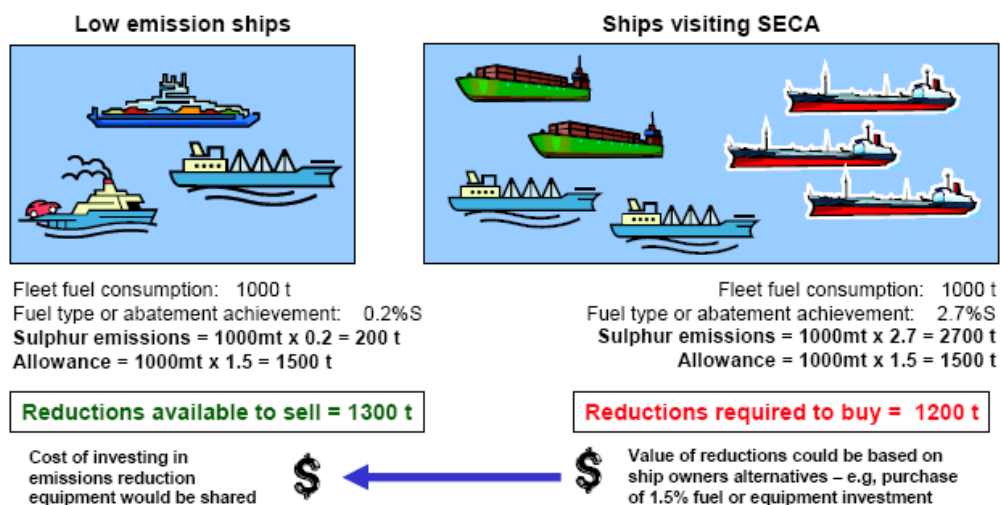 Low emission ships
Ships visiting SECA
Fleet fuel consumption: 1000 t
Fuel type or abatement achievement: 0.2%S
Sulphur emissions = 1000mt x 0.2 = 200 t
Allowance = 1000mt x 1.5 = 1500 t
Fleet fuel consumption: 1000 t
Fuel type or abatement achievement: 2.7%S
Sulphur emissions = 1000mt x 2.7 = 2700 t
Allowance = 1000mt x 1.5 = 1500 t
Reductions available to sell = 1300 t
Reductions required to buy = 1200 t
Cost of investing in
emissions reduction
equipment would be shared
$
$
Value of reductions could be based on
ship owners alternatives – e.g, purchase
of 1.5% fuel or equipment investment